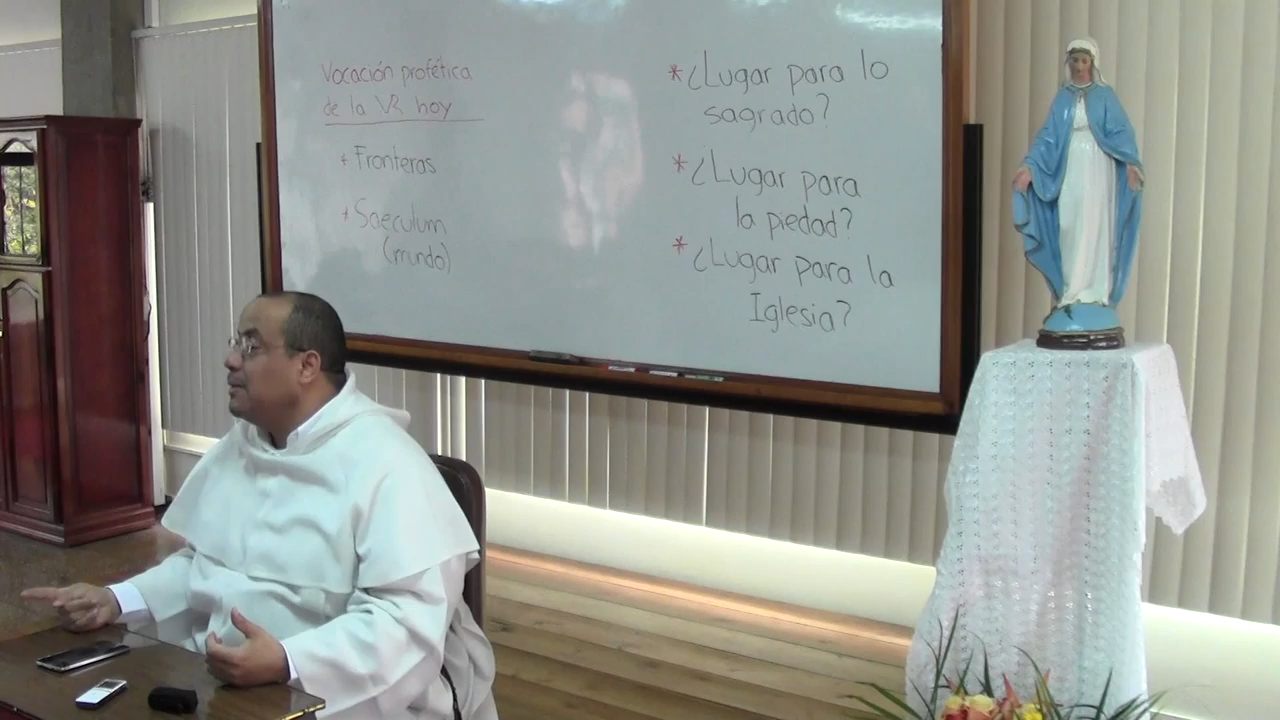 Vocación profética
de la VR hoy
+ Fronteras
+ Saeculum
(mundo)
* ¿Lugar para lo
sagrado?
* ¿Lugar para
la piedad?
* ¿Lugar para la
Iglesia?